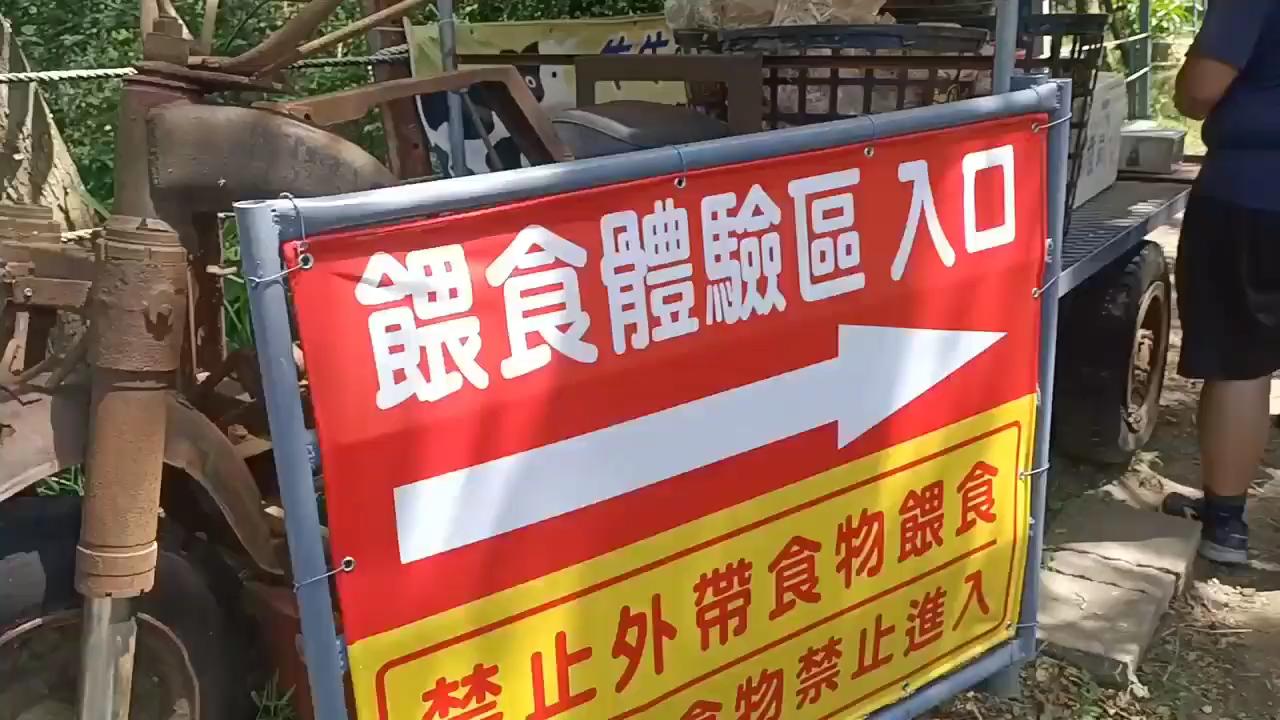 餵食體驗區 入口
禁止外帶食物餵食
食物禁止進入